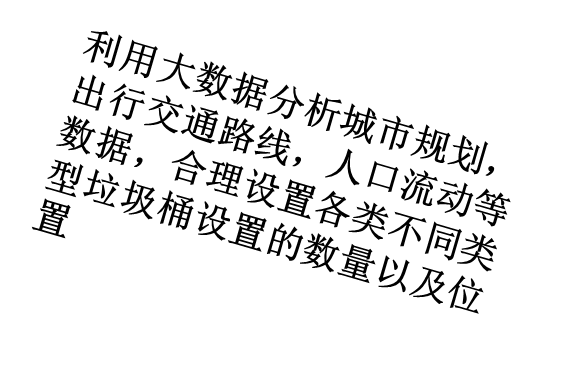 利用大数据分析城市规划，
出行交通路线，人口流动等
数据，合理设置各类不同类
型垃圾桶设置的数量以及位
置